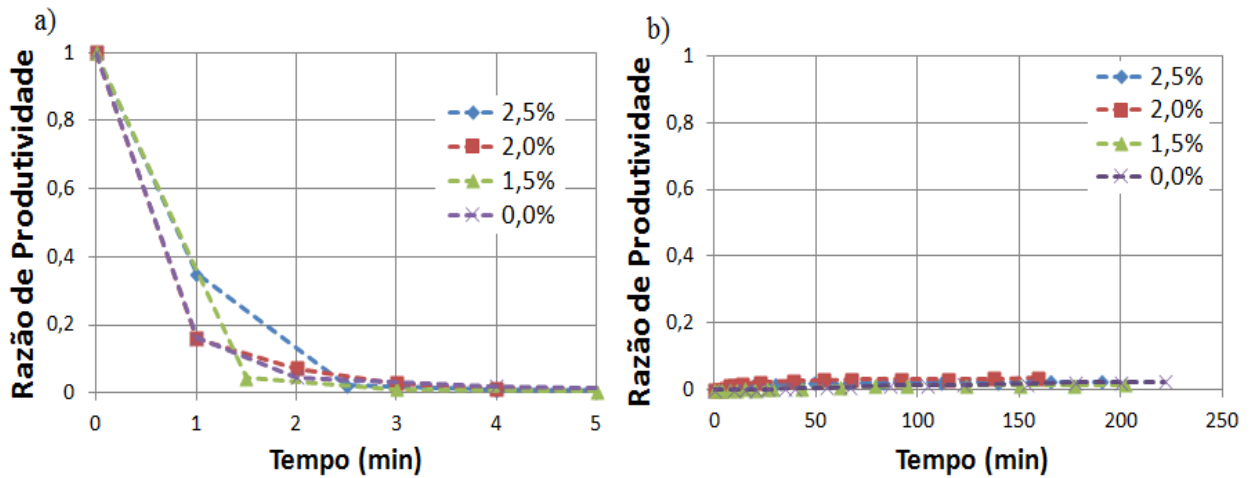 a)
Razão de Produtividade
1
0,8
0,6
0,4
0,2
0
0 1 2 3 4 5
Tempo (min)
2,5%
2,0%
1,5%
0,0%
b)
Razão de Produtividade
1
0,8
0,6
0,4
0,2
0
0 50 100 150 200 250
Tempo (min)
2,5%
2,0%
1,5%
0,0%